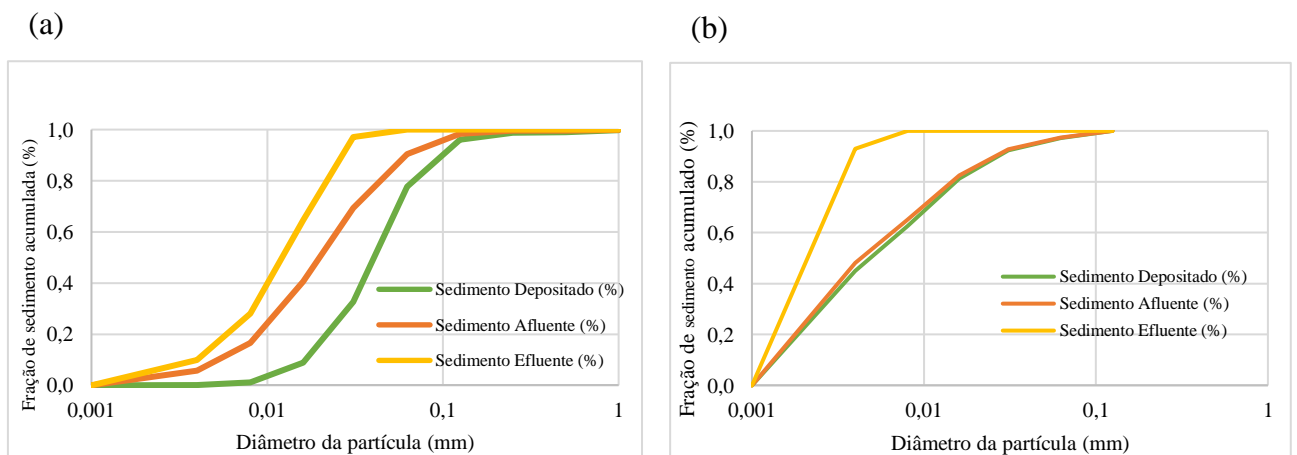 (a)
Fração de sedimento acumulada (%)
1,0
0,8
0,6
0,4
0,2
0,0
0,001
0,01
0,1
1
Diâmetro da partícula (mm)
Sedimento Depositado (%)
Sedimento Afluente (%)
Sedimento Efluente (%)
(b)
Fração de sedimento acumulado (%)
1,0
0,8
0,6
0,4
0,2
0,0
0,001
0,01
0,1
1
Diâmetro da partícula (mm)
Sedimento Depositado (%)
Sedimento Afluente (%)
Sedimento Efluente (%)